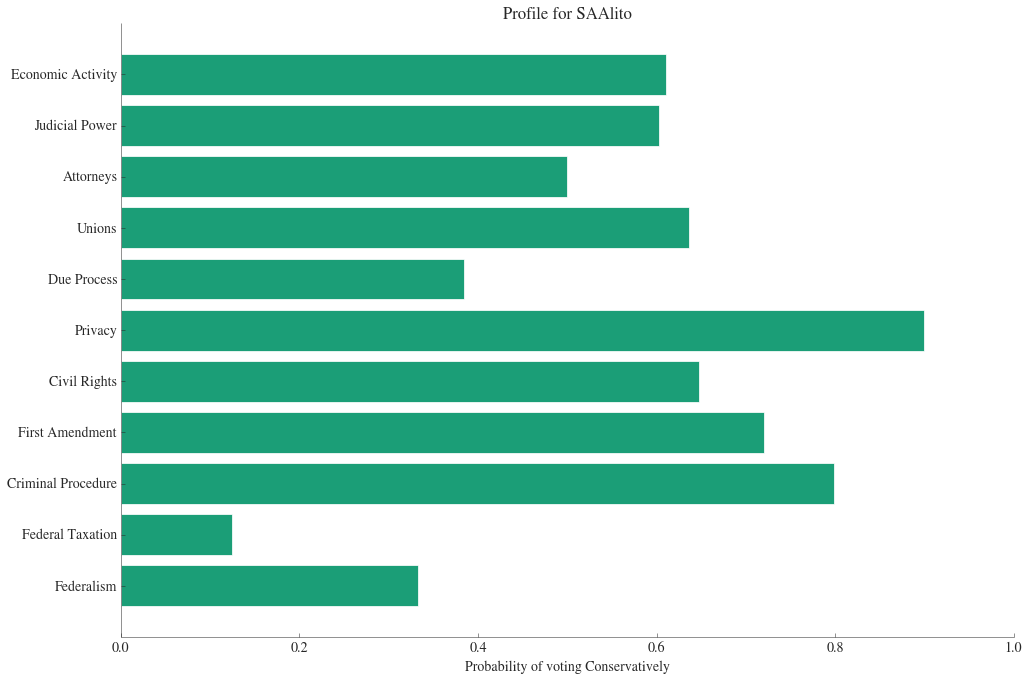 Profile for SAAlito
Economic Activity
Judicial Power
Attorneys
Unions
Due Process
Privacy
Civil Rights
First Amendment
Criminal Procedure
Federal Taxation
Federalism
0.0 0.2 0.4 0.6 0.8 1.0
Probability of voting Conservatively